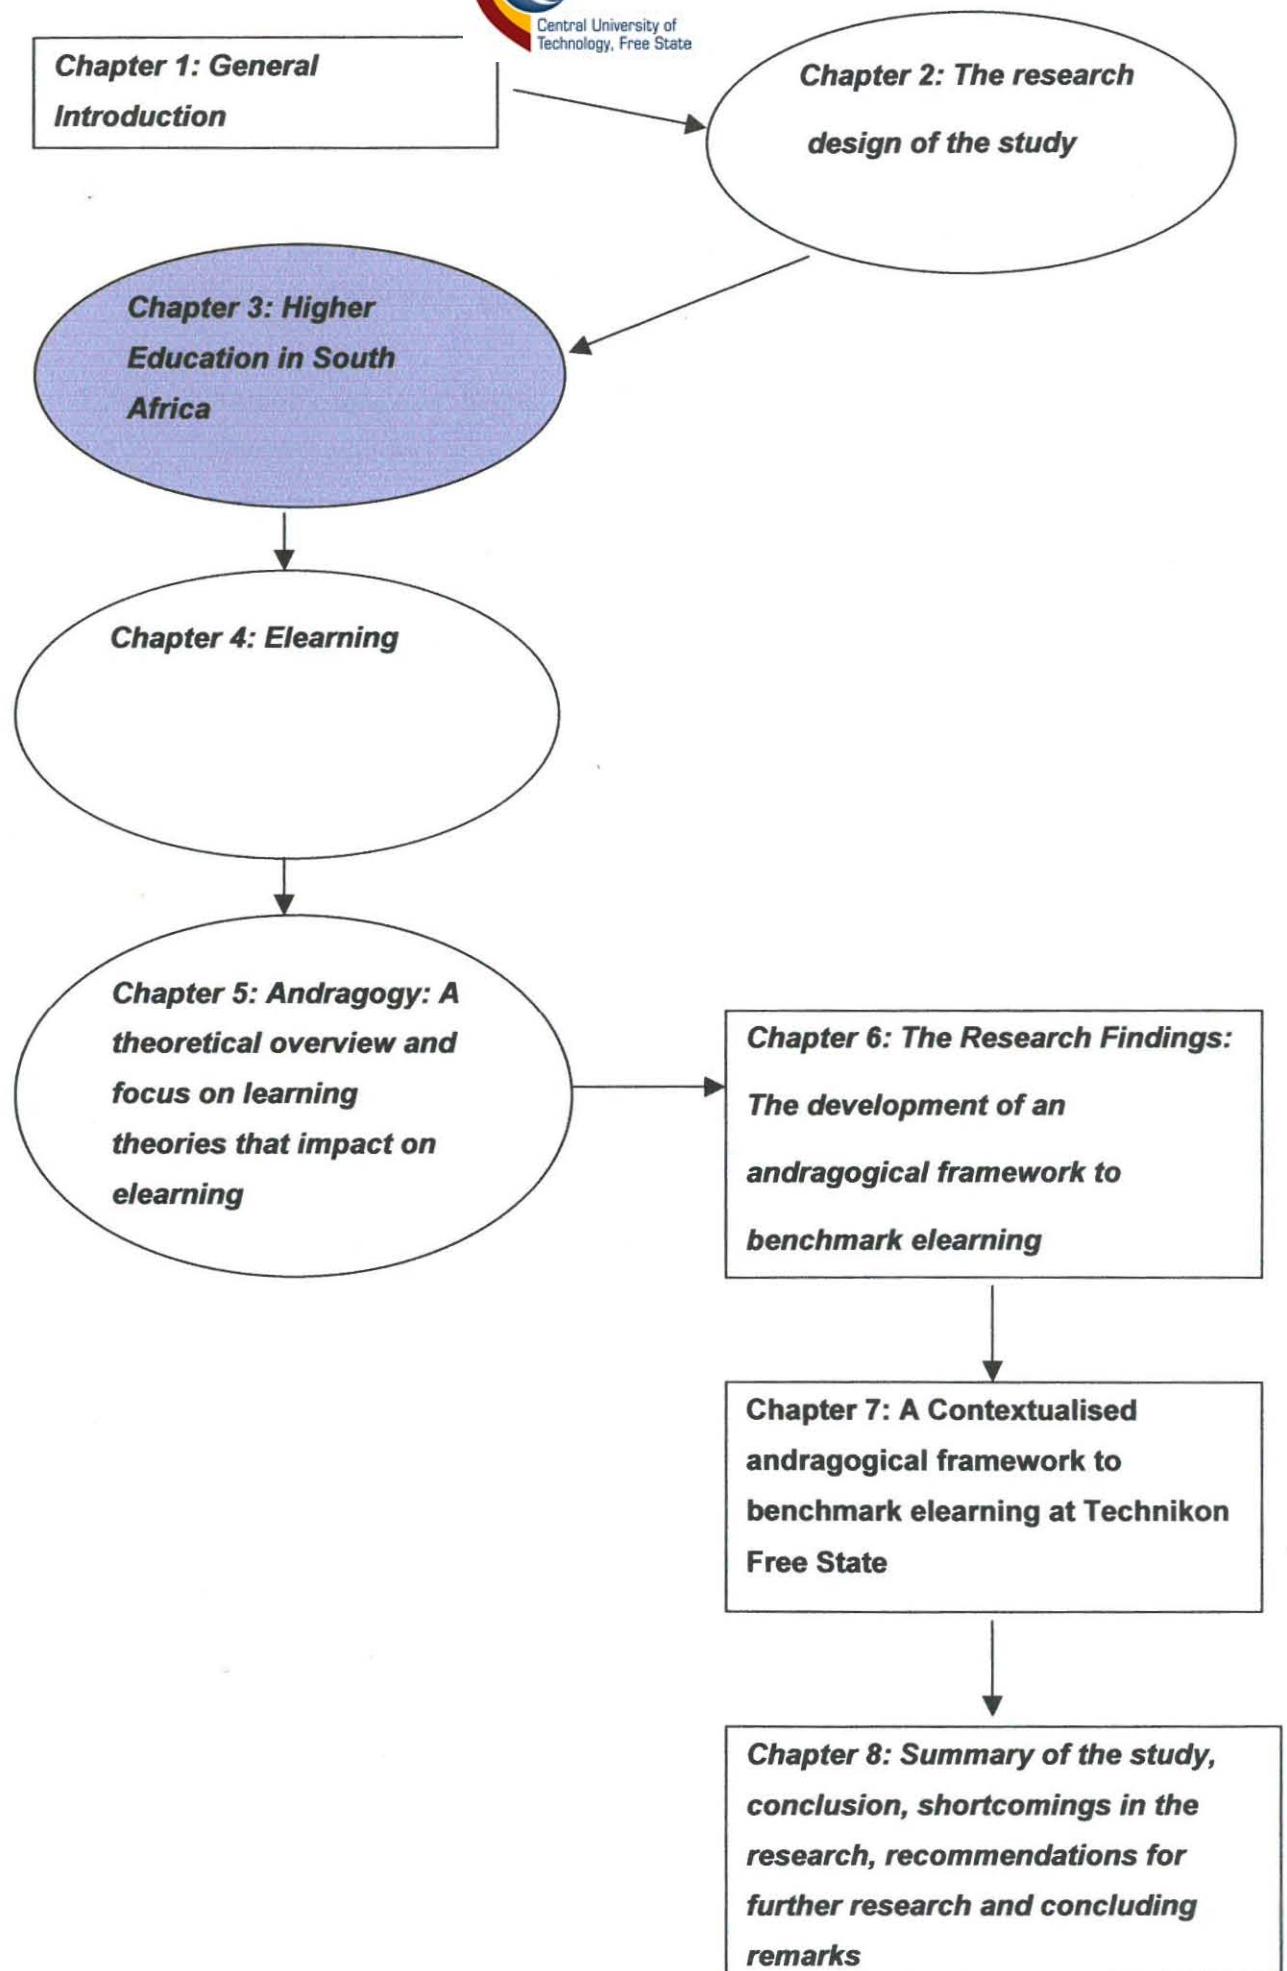 Central University of
Technology, Free State
Chapter 1: General
Introduction
Chapter 2: The research
design of the study
Chapter 3: Higher
Education in South
Africa
Chapter 4: Elearning
Chapter 5: Andragogy: A
theoretical overview and
focus on learning
theories that impact on
elearning
Chapter 6: The Research Findings:
The development of an
andragogical framework to
benchmark elearning
Chapter 7: A Contextualised
andragogical framework to
benchmark elearning at Technikon
Free State
Chapter 8: Summary of the study,
conclusion, shortcomings in the
research, recommendations for
further research and concluding
remarks